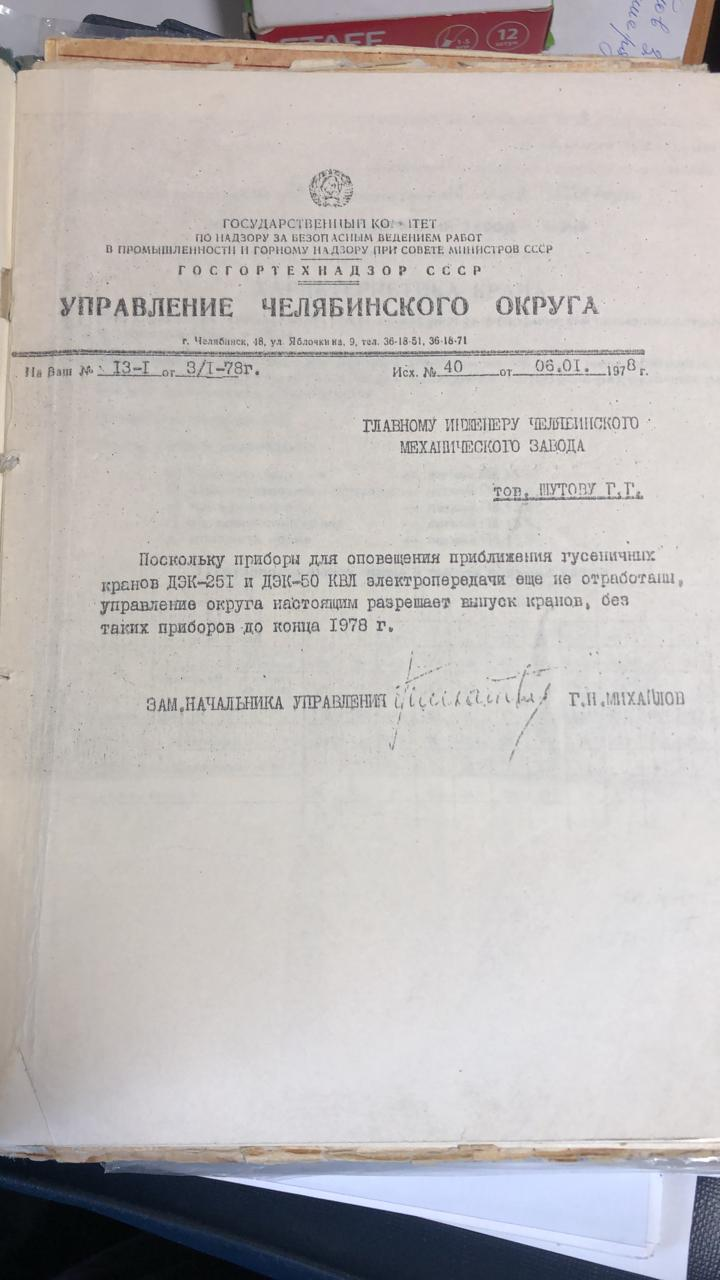 STAFF
12
ГОСУДАРСТВЕННЫЙ КОМИТЕТ
ПО НАДЗОРУ ЗА БЕЗОПАСНЫМ ВЕДЕНИЕМ РАБОТ
В ПРОМЫШЛЕННОСТИ И ГОРНОМУ НАДЗОРУ ПРИ СОВЕТЕ МИНИСТРОВ СССР
ГОСГОРТЕХНАДЗОР СССР
УПРАВЛЕНИЕ ЧЕЛЯБИНСКОГО ОКРУГА
г. Челябинск, 48, ул. Яблочкина, 9, тел. 36-18-51, 36-18-71
На Ваш № 13-I от 3/I-78г. Исх. № 40 от 06.01. 1978 г.
ГЛАВНОМУ ИНЖЕНЕРУ ЧЕЛЯБИНСКОГО
МЕХАНИЧЕСКОГО ЗАВОДА
тов. ШУТОВУ Г.Г.
Поскольку приборы для оповещения приближения гусеничных
кранов ДЭК-25I и ДЭК-50 КВЛ электропередачи еще не отработаны,
управление округа настоящим разрешает выпуск кранов, без
таких приборов до конца 1978 г.
ЗАМ.НАЧАЛЬНИКА УПРАВЛЕНИЯ Г.Н.МИХАЙЛОВ